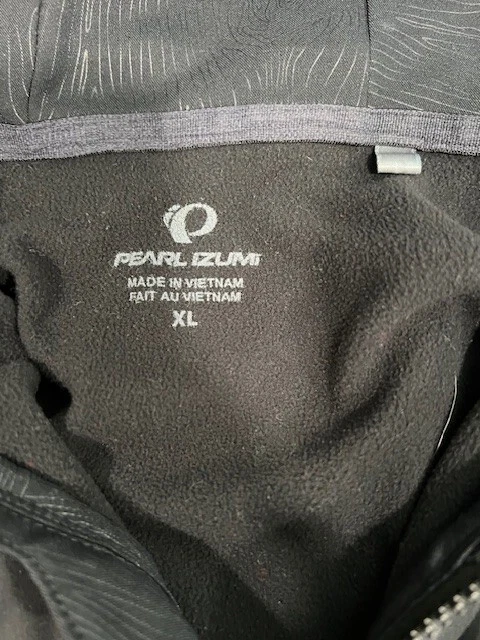 PEARL IZUMI
MADE IN VIETNAM
FAIT AU VIETNAM
XL